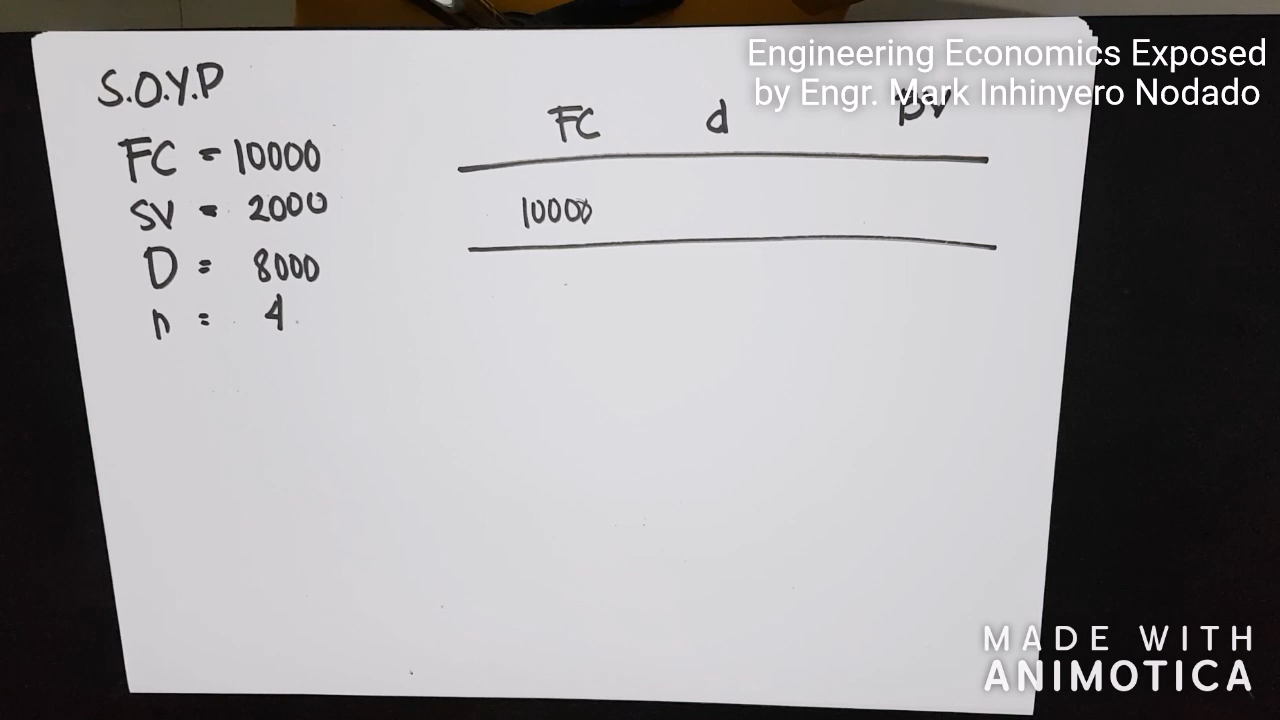 Engineering Economics Exposed
by Engr. Mark Inhinyero Nodado
S.O.Y.P
FC = 10000
SV = 2000
D = 8000
n = 4
FC d BV
10000
MADE WITH
ANIMOTICA